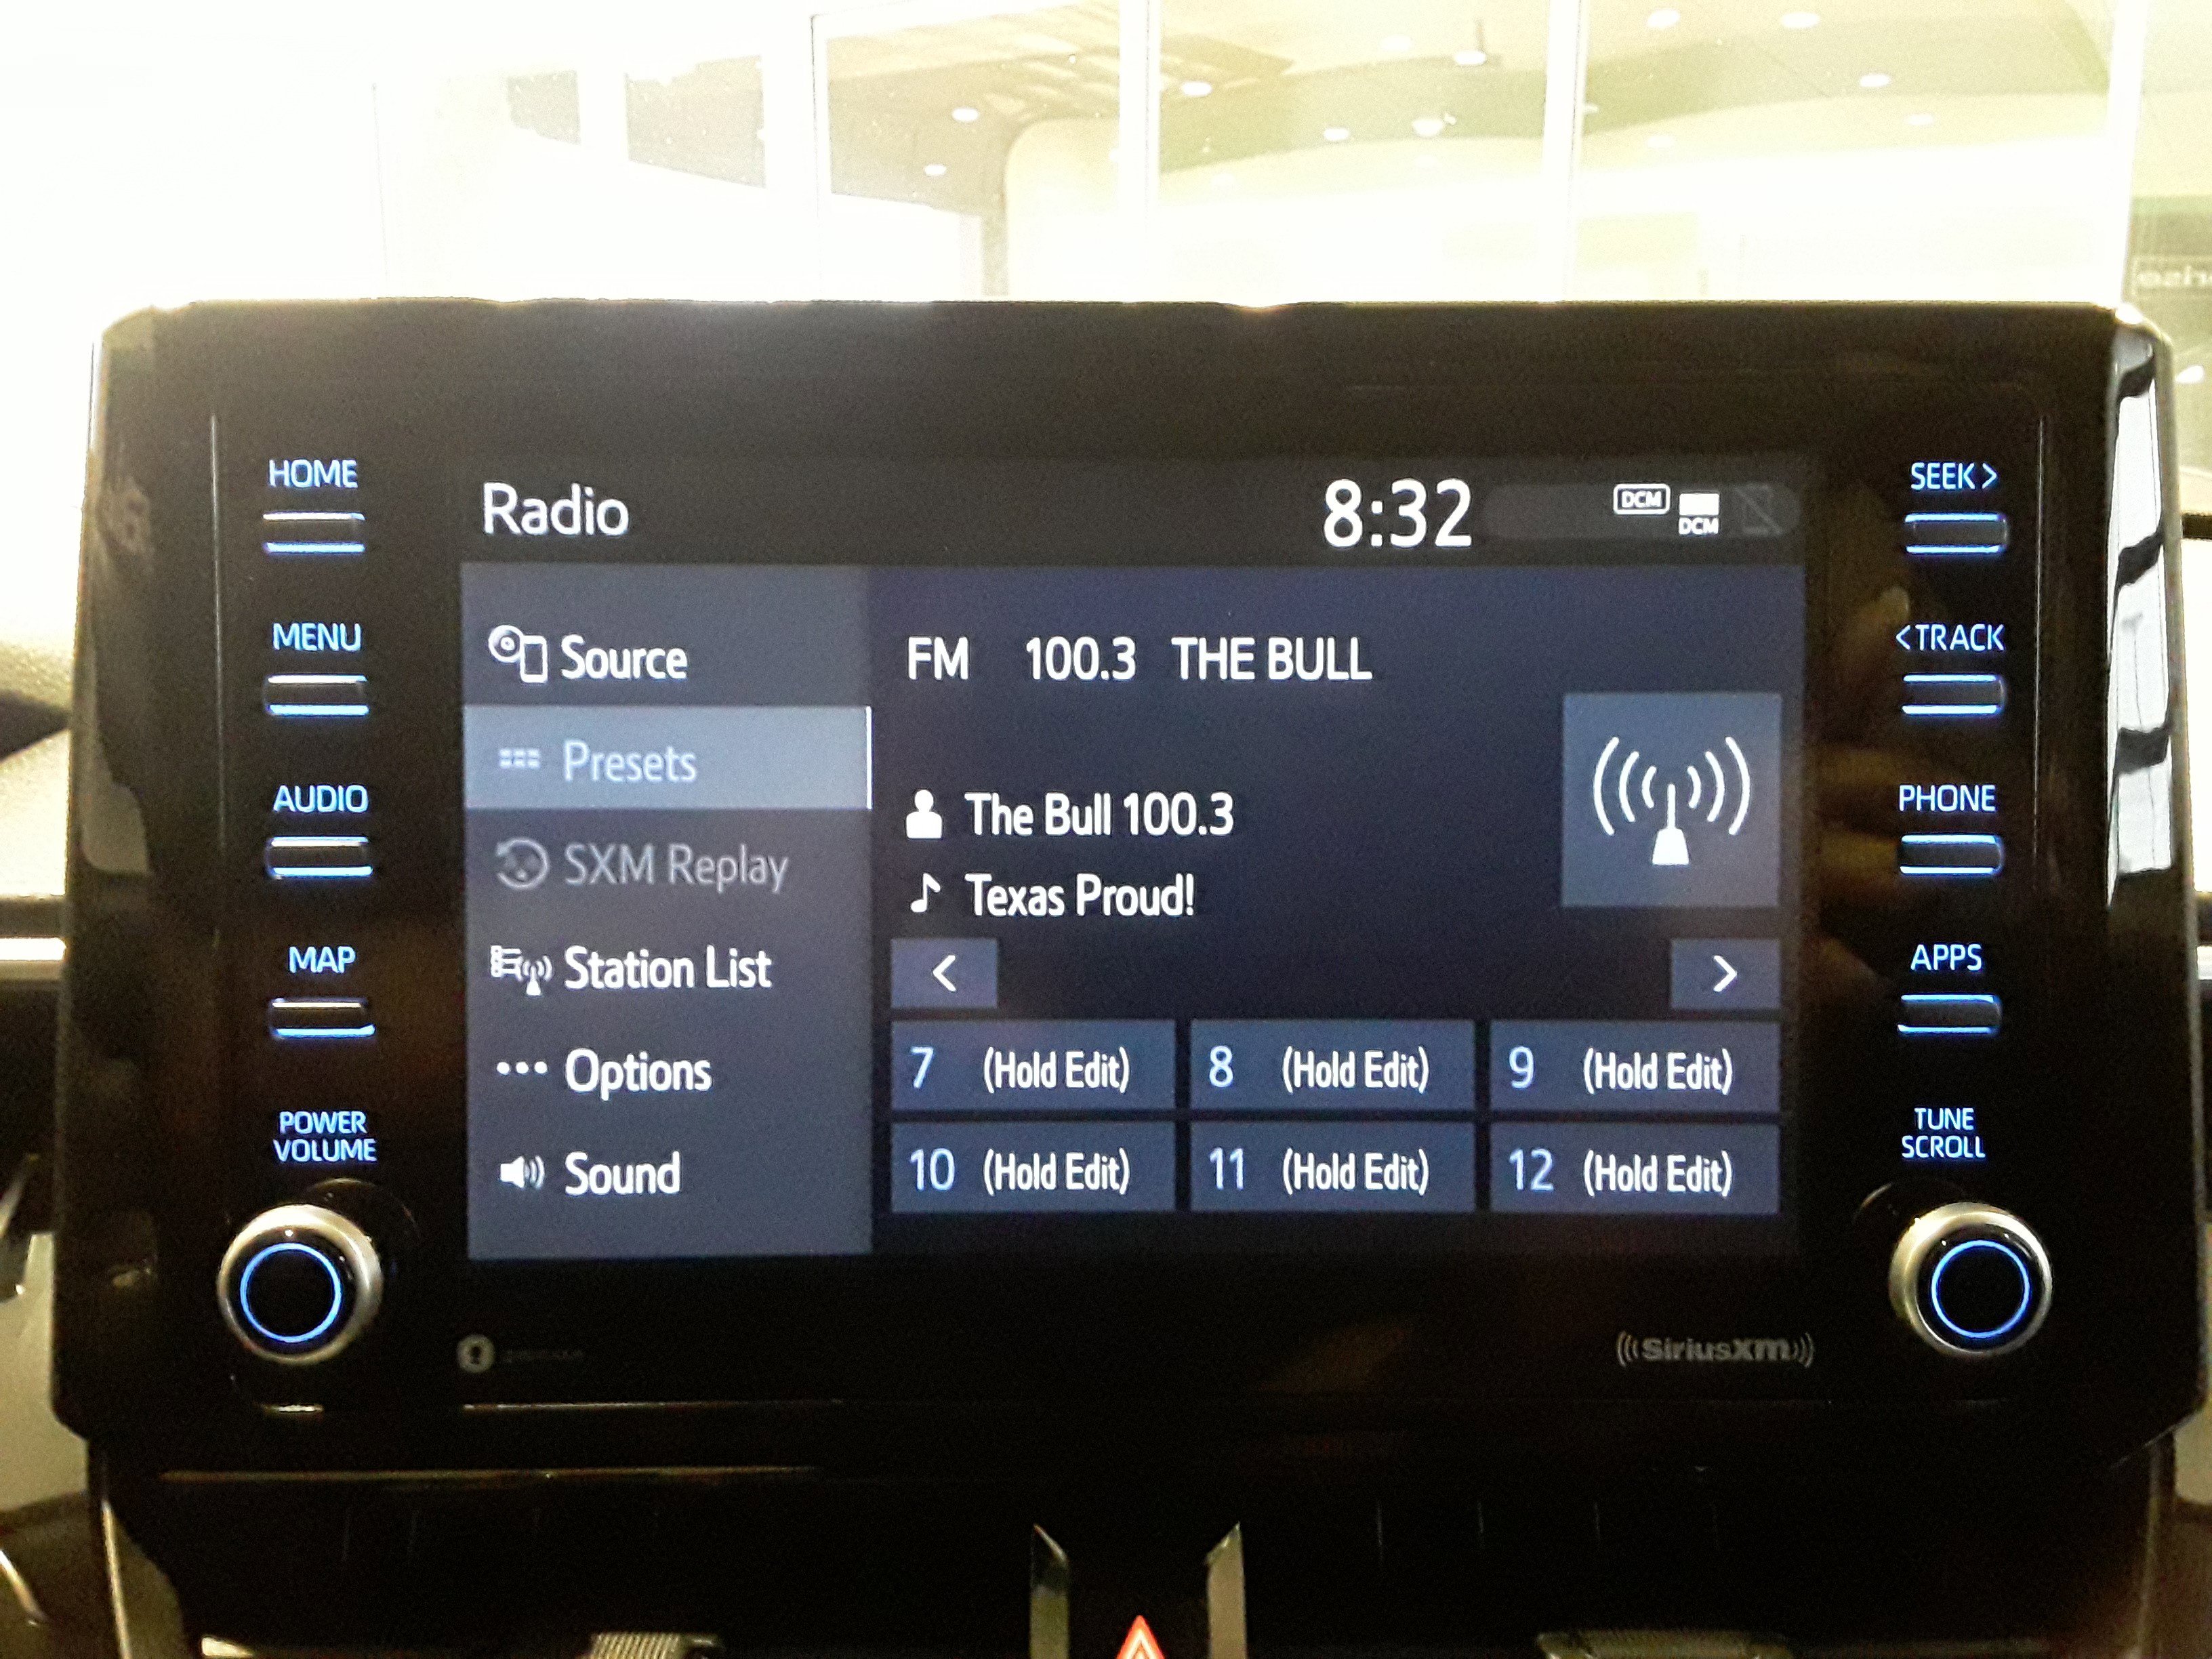 HOME
MENU
AUDIO
MAP
POWER
VOLUME
Radio
8:32
DCM
DCM
Source
Presets
SXM Replay
Station List
Options
Sound
FM 100.3 THE BULL
The Bull 100.3
Texas Proud!
< >
7 (Hold Edit) 8 (Hold Edit) 9 (Hold Edit)
10 (Hold Edit) 11 (Hold Edit) 12 (Hold Edit)
SEEK >
< TRACK
PHONE
APPS
TUNE
SCROLL
((SiriusXM))